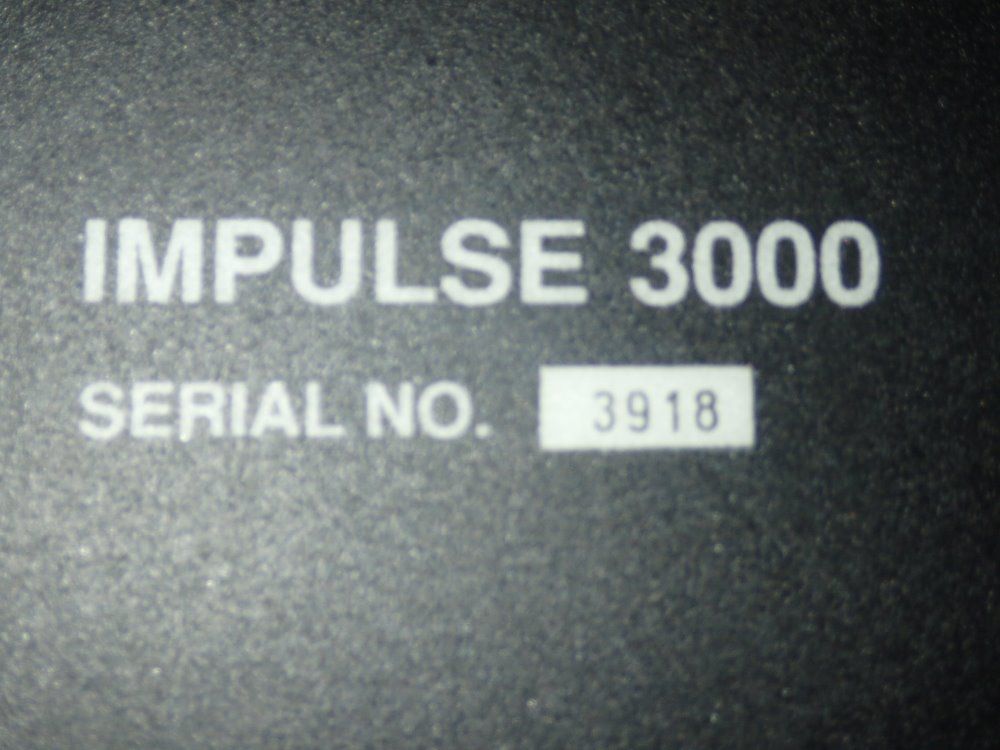 IMPULSE 3000
SERIAL NO. 3918